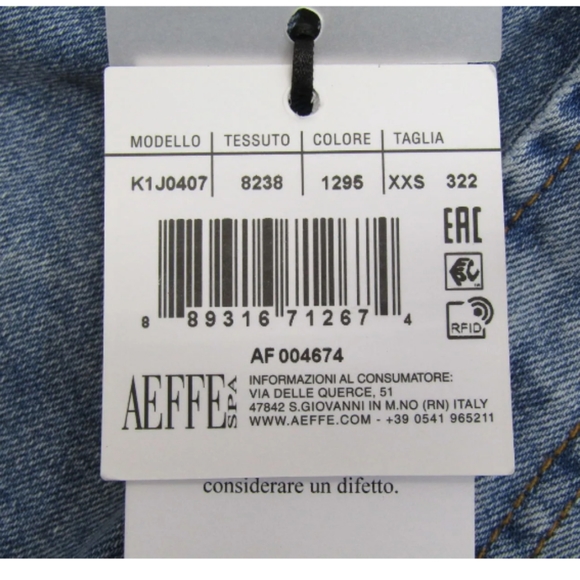 MODELLO TESSUTO COLORE TAGLIA
K1J0407 8238 1295 XXS 322
EAC
8 89316 71267 4
RFID
AF 004674
AEFFE SPA
INFORMAZIONI AL CONSUMATORE:
VIA DELLE QUERCE, 51
47842 S.GIOVANNI IN M.NO (RN) ITALY
WWW.AEFFE.COM - +39 0541 965211
considerare un difetto.